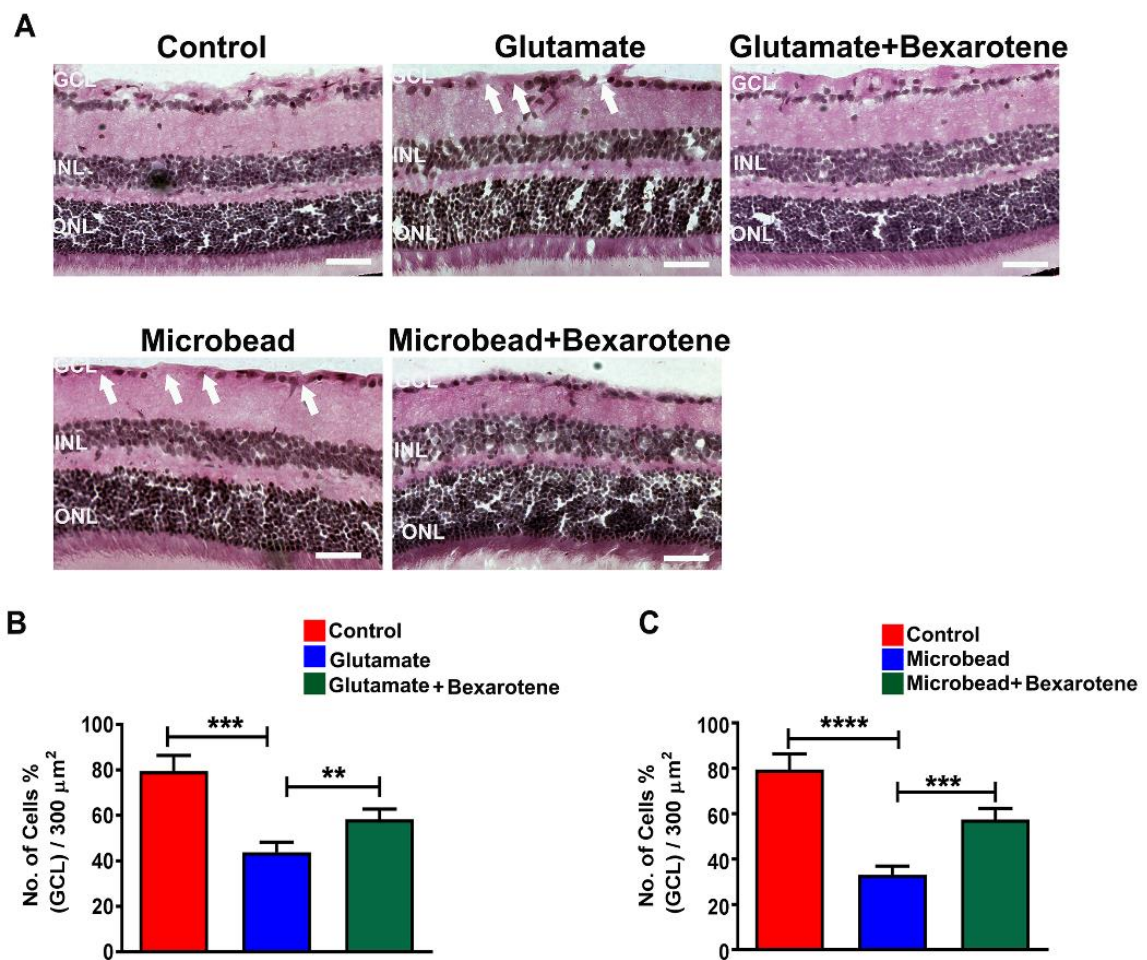 A
Control
Glutamate
Glutamate+Bexarotene
GCL
INL
ONL
GCL
INL
ONL
GCL
INL
ONL
Microbead
Microbead+Bexarotene
GCL
INL
ONL
GCL
INL
ONL
B
Control
Glutamate
Glutamate+Bexarotene
No. of Cells %
(GCL) / 300 µm²
100
80
60
40
20
0
***
**
C
Control
Microbead
Microbead+Bexarotene
No. of Cells %
(GCL) / 300 µm²
100
80
60
40
20
0
****
***